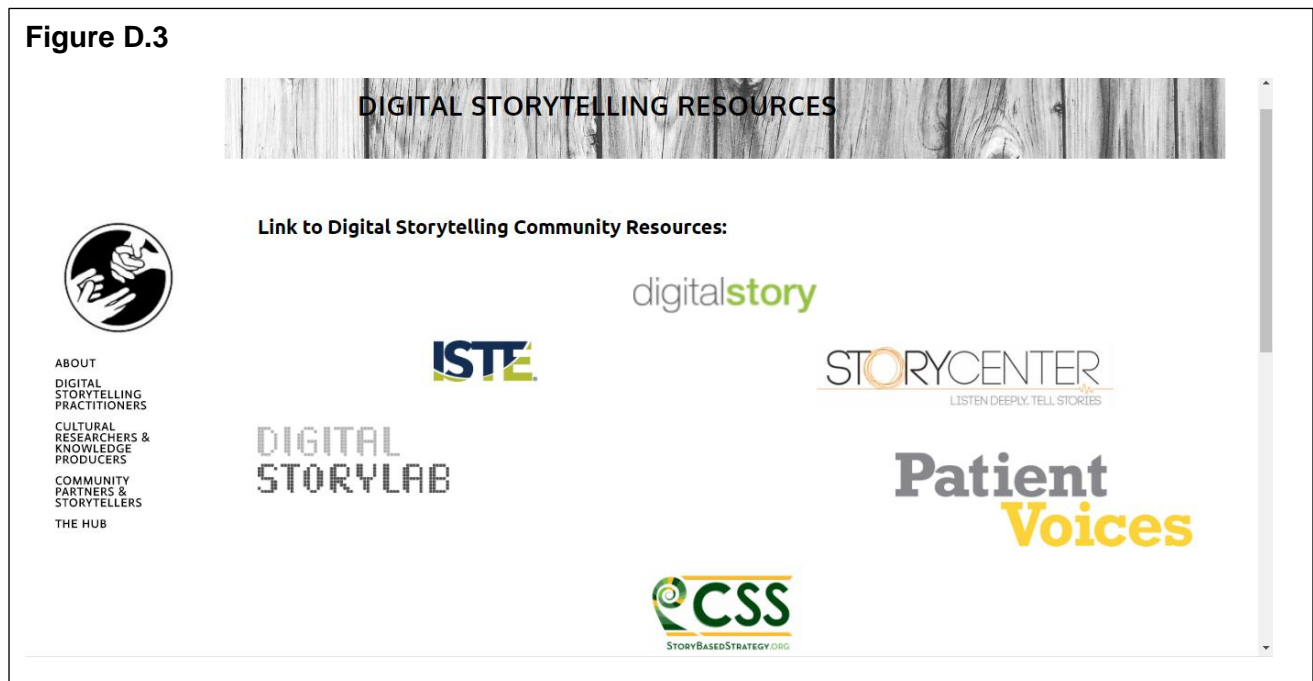 Figure D.3
DIGITAL STORYTELLING RESOURCES
Link to Digital Storytelling Community Resources:
ABOUT
DIGITAL
STORYTELLING
PRACTITIONERS
CULTURAL
RESEARCHERS &
KNOWLEDGE
PRODUCERS
COMMUNITY
PARTNERS &
STORYTELLERS
THE HUB
digitalstory
ISTE
STORYCENTER
LISTEN DEEPLY. TELL STORIES
DIGITAL
STORYLAB
Patient
Voices
CSS
STORYBASEDSTRATEGY.ORG